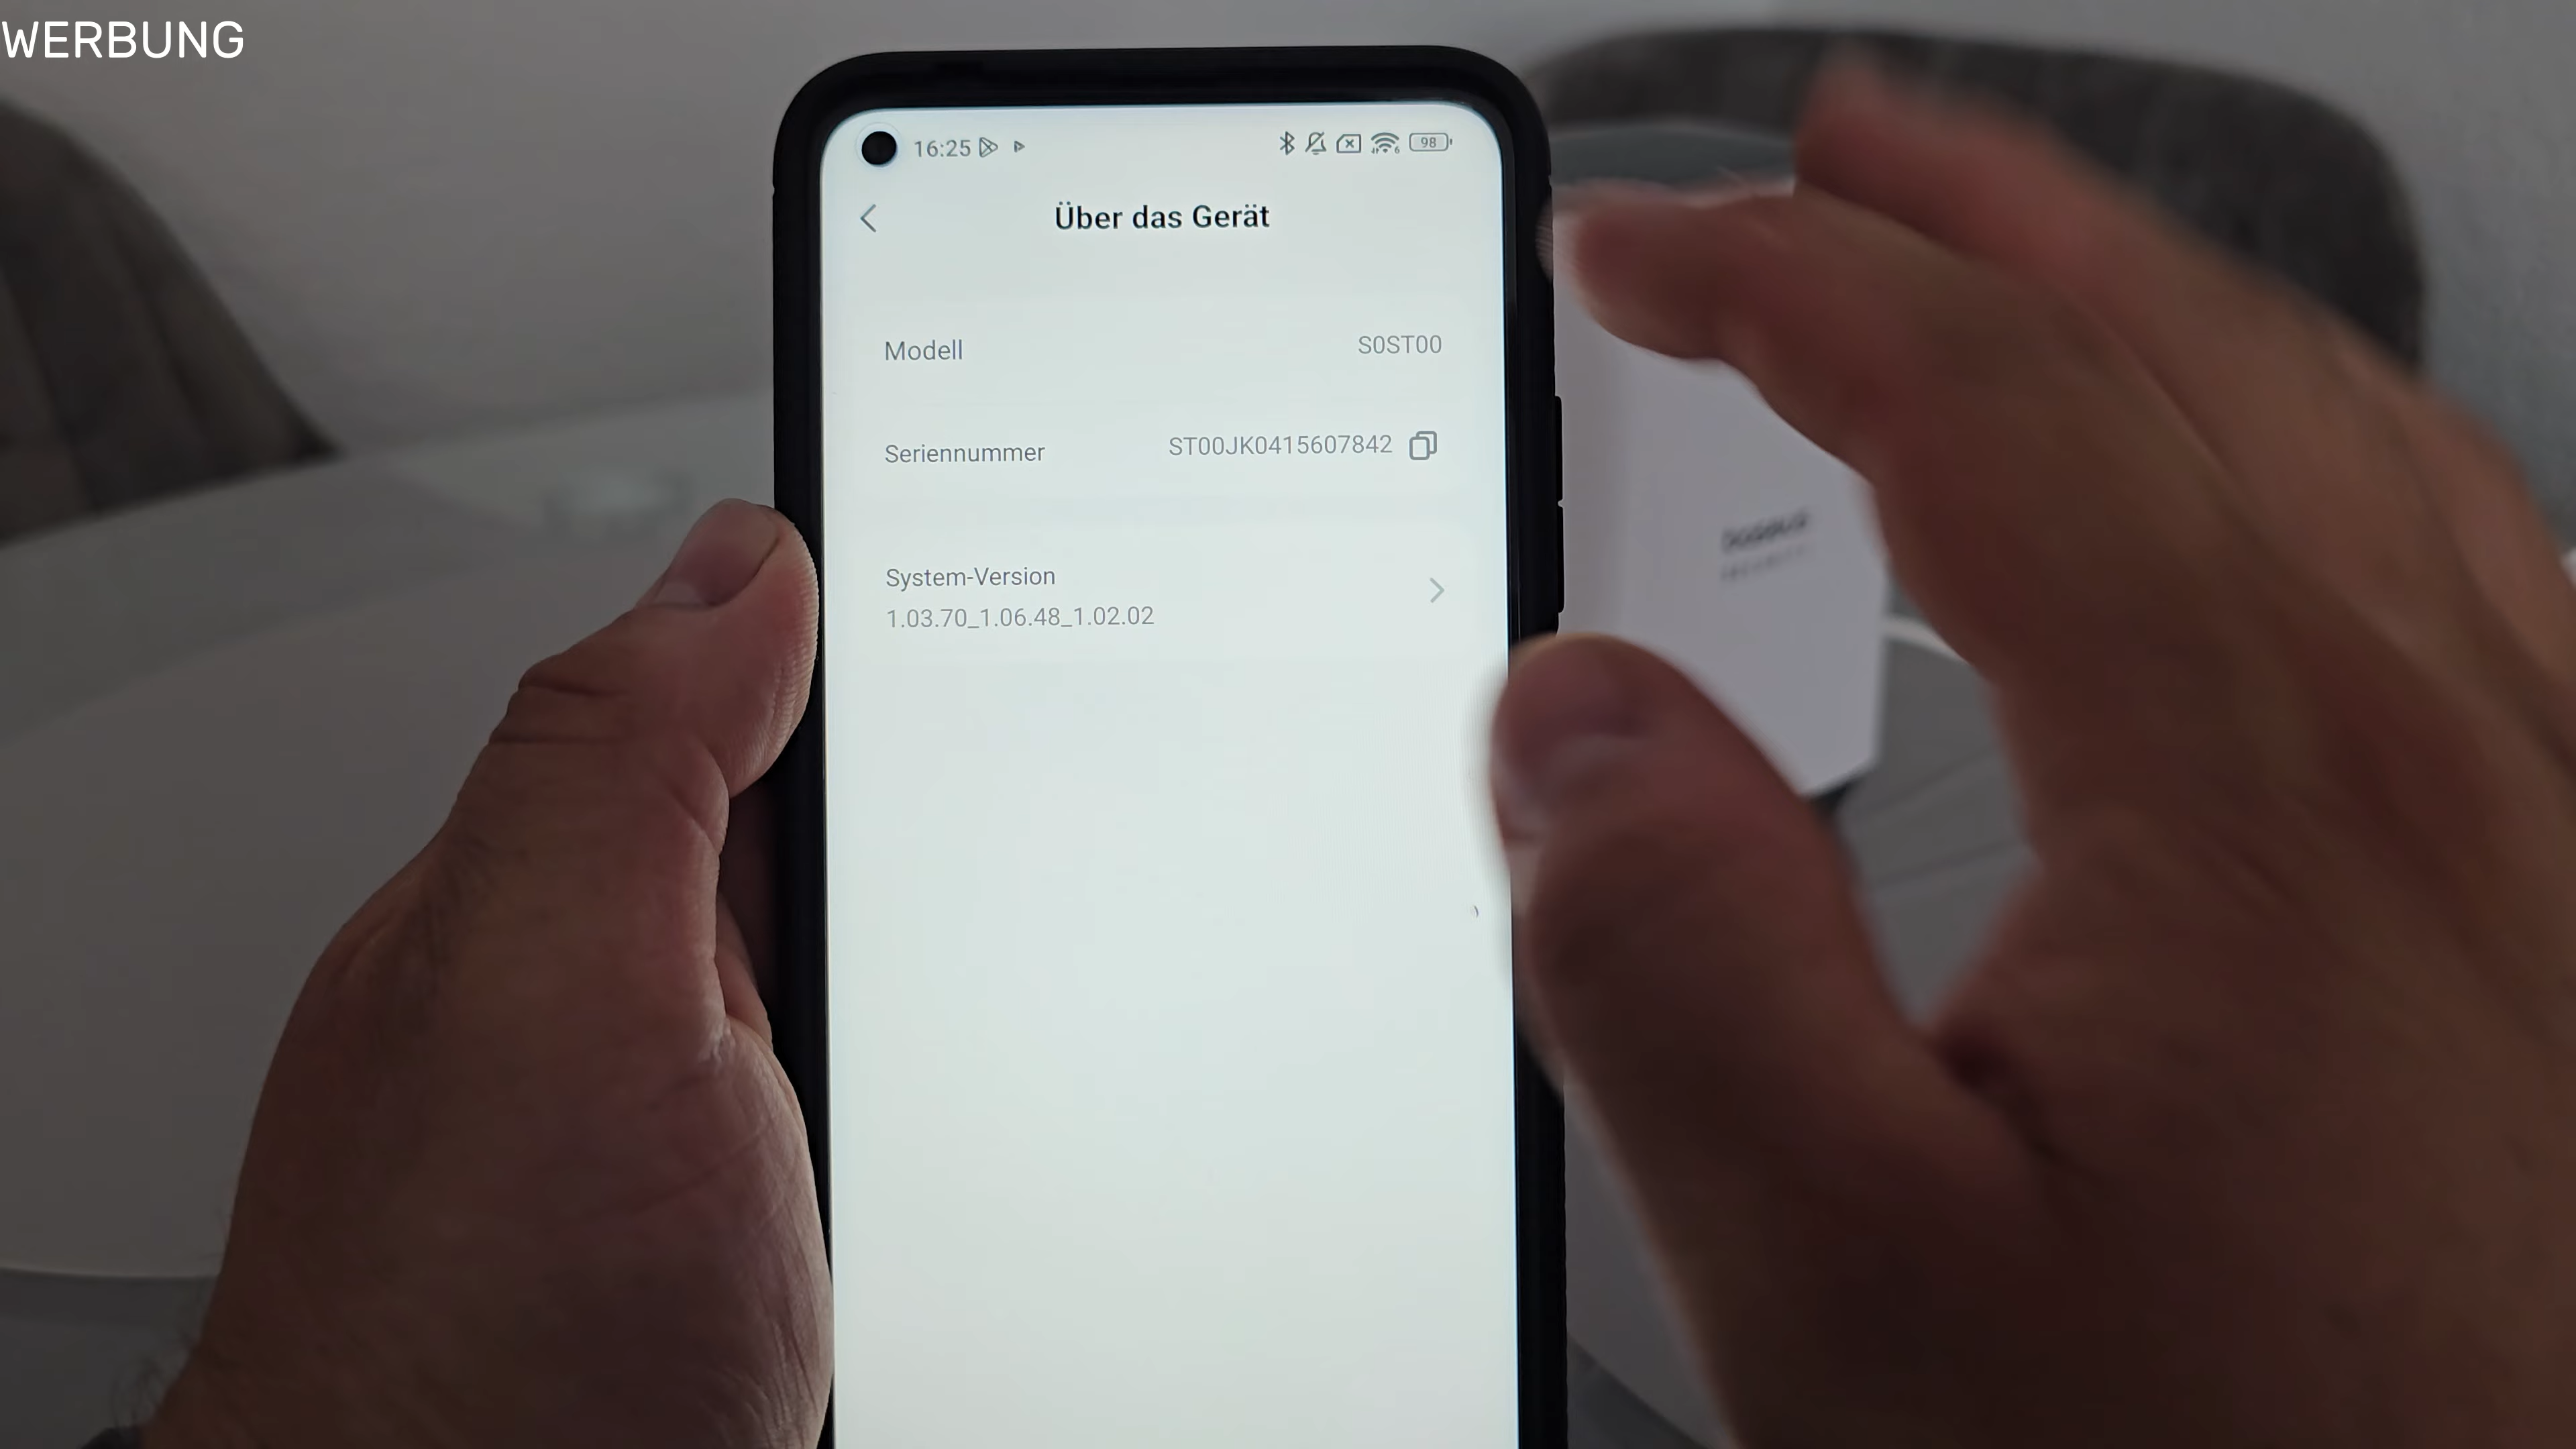 WERBUNG
16:25
98
Über das Gerät
Modell
S0ST00
Seriennummer
ST00JK0415607842
System-Version
1.03.70_1.06.48_1.02.02